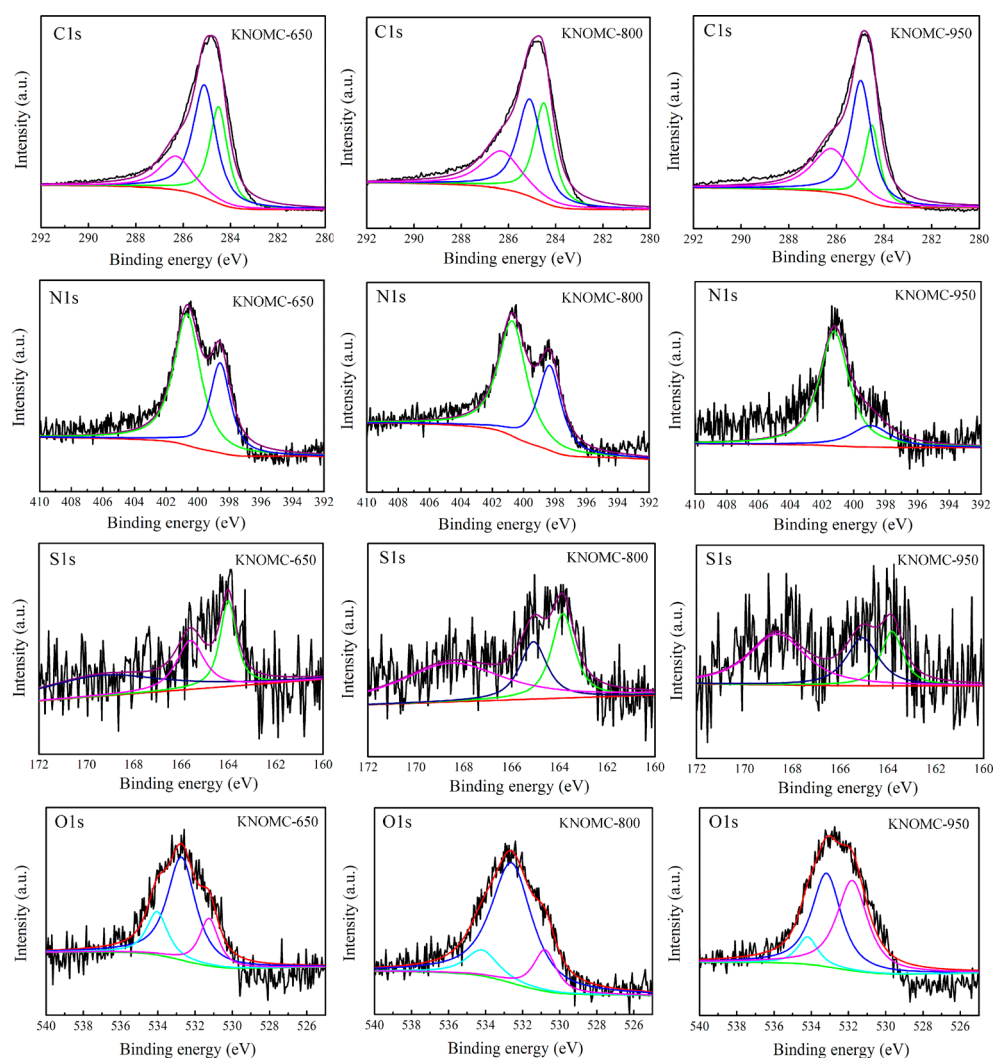 C1s
KNOMC-650
Intensity (a.u.)
292 290 288 286 284 282 280
Binding energy (eV)
C1s
KNOMC-800
Intensity (a.u.)
292 290 288 286 284 282 280
Binding energy (eV)
C1s
KNOMC-950
Intensity (a.u.)
292 290 288 286 284 282 280
Binding energy (eV)
N1s
KNOMC-650
Intensity (a.u.)
410 408 406 404 402 400 398 396 394 392
Binding energy (eV)
N1s
KNOMC-800
Intensity (a.u.)
410 408 406 404 402 400 398 396 394 392
Binding energy (eV)
N1s
KNOMC-950
Intensity (a.u.)
410 408 406 404 402 400 398 396 394 392
Binding energy (eV)
S1s
KNOMC-650
Intensity (a.u.)
172 170 168 166 164 162 160
Binding energy (eV)
S1s
KNOMC-800
Intensity (a.u.)
172 170 167 165 162 160
Binding energy (eV)
S1s
KNOMC-950
Intensity (a.u.)
172 170 167 165 162 160
Binding energy (eV)
O1s
KNOMC-650
Intensity (a.u.)
540 538 536 534 532 530 528 526
Binding energy (eV)
O1s
KNOMC-800
Intensity (a.u.)
540 538 536 534 532 530 528 526
Binding energy (eV)
O1s
KNOMC-950
Intensity (a.u.)
540 538 536 534 532 530 528 526
Binding energy (eV)